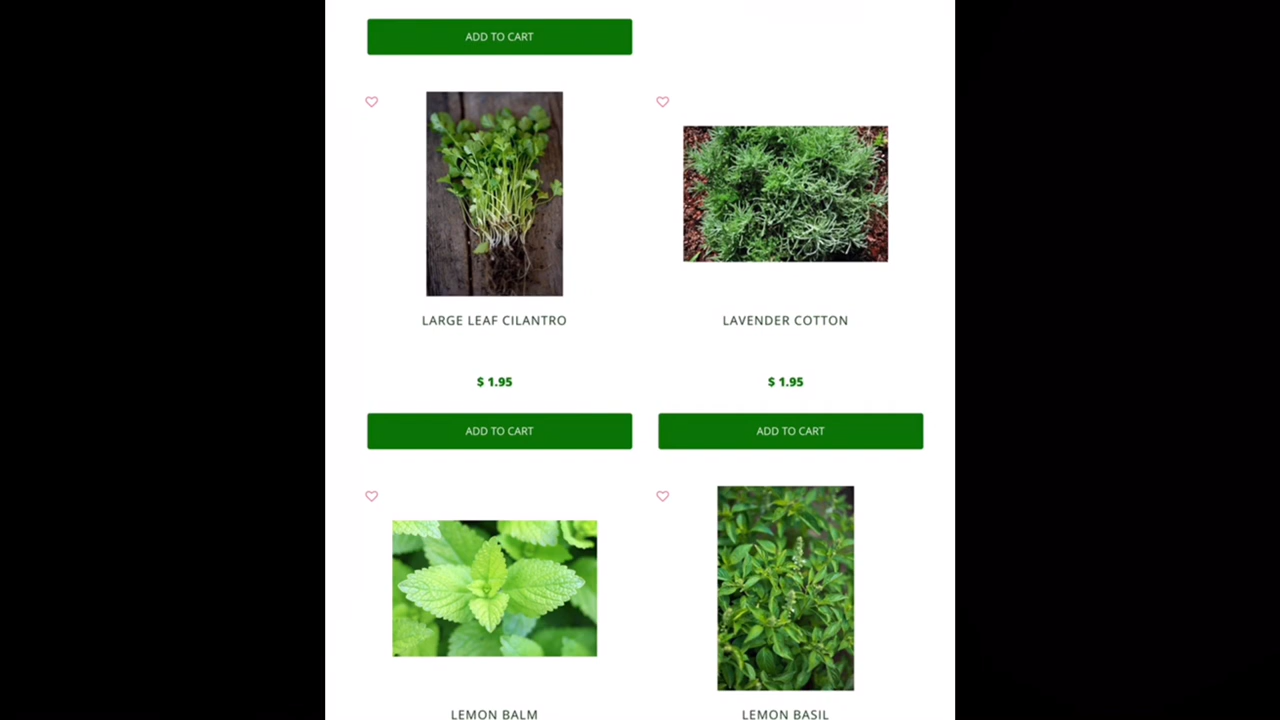 ADD TO CART
LARGE LEAF CILANTRO
LAVENDER COTTON
$ 1.95
$ 1.95
ADD TO CART
ADD TO CART
LEMON BALM
LEMON BASIL